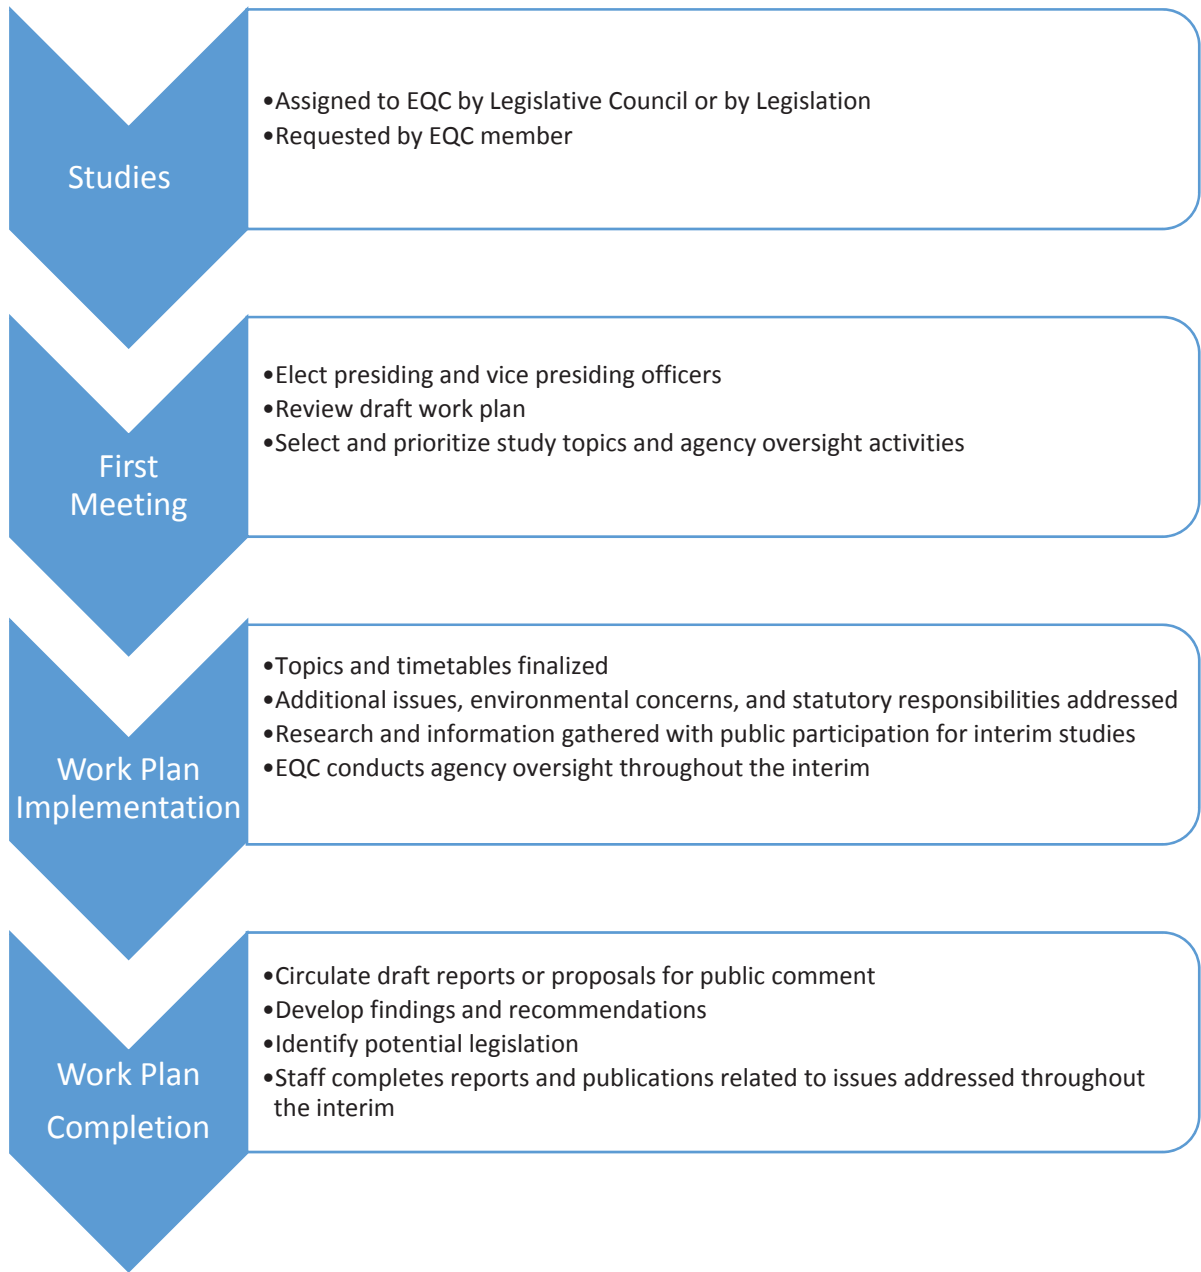 Studies
•Assigned to EQC by Legislative Council or by Legislation
•Requested by EQC member
First
Meeting
•Elect presiding and vice presiding officers
•Review draft work plan
•Select and prioritize study topics and agency oversight activities
Work Plan
Implementation
•Topics and timetables finalized
•Additional issues, environmental concerns, and statutory responsibilities addressed
•Research and information gathered with public participation for interim studies
•EQC conducts agency oversight throughout the interim
Work Plan
Completion
•Circulate draft reports or proposals for public comment
•Develop findings and recommendations
•Identify potential legislation
•Staff completes reports and publications related to issues addressed throughout
the interim